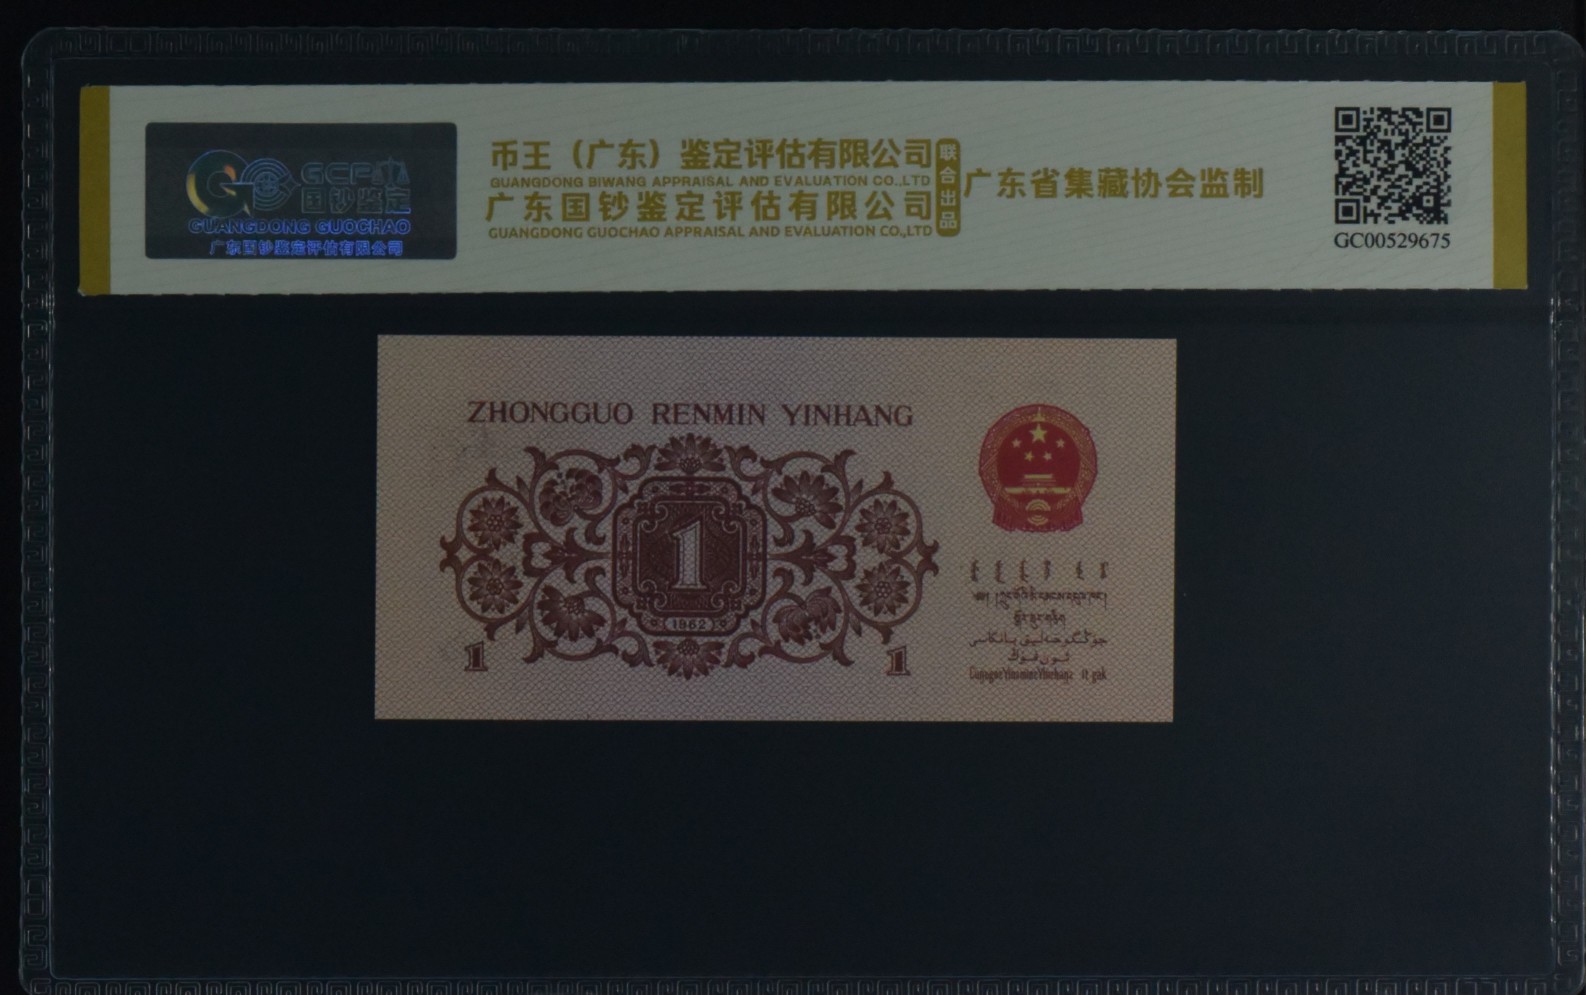 GCF
国钞鉴定
GUANGDONG GUOCHAO
广东国钞鉴定评估有限公司
币王（广东）鉴定评估有限公司
GUANGDONG BIWANG APPRAISAL AND EVALUATION CO.,LTD
广东国钞鉴定评估有限公司
GUANGDONG GUOCHAO APPRAISAL AND EVALUATION CO.,LTD
联合出品
广东省集藏协会监制
GC00529675
ZHONGGUO RENMIN YINHANG
1
1962
1
1